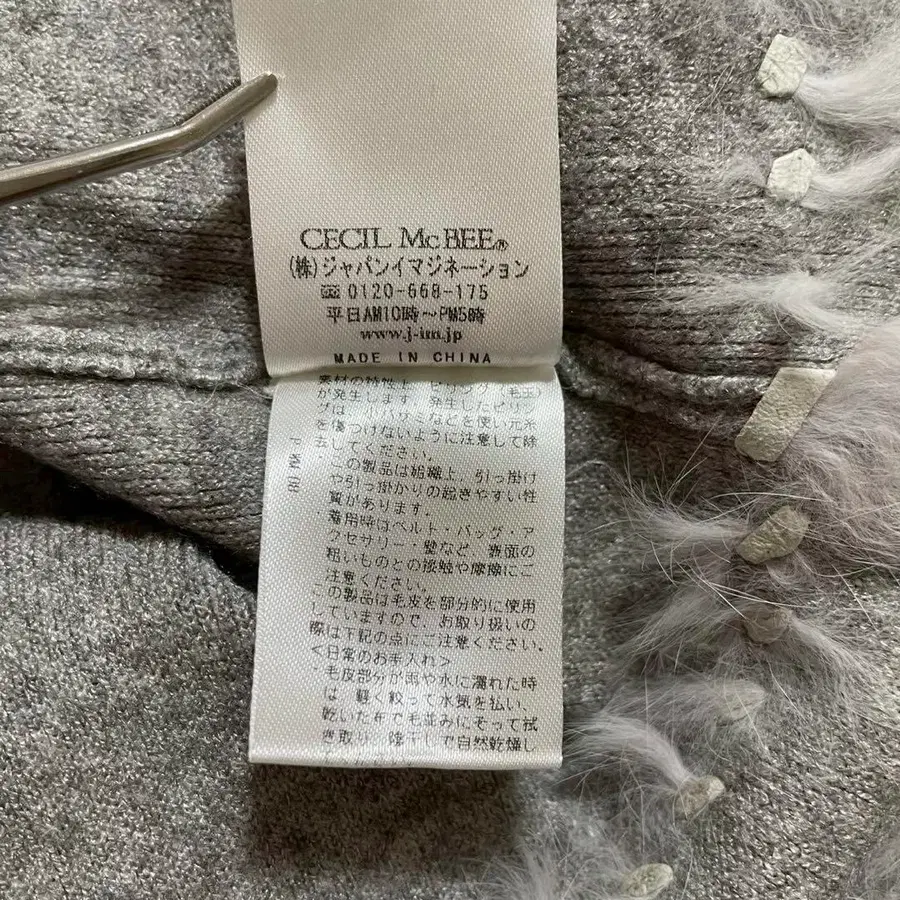 CECIL McBEE®
(株)ジャパンイマジネーション
0120-668-175
平日AM10時～PM5時
www.j-im.jp
MADE IN CHINA
素材の特性上、ピリング(毛玉)
が発生します。発生したピリン
グは、小バサミなどを使い元糸
を傷つけないように注意して除
去してください。
この製品は組織上、引っ掛け
や引っ掛かりの起きやすい性
質があります。
・着用時はベルト・バッグ・ア
クセサリー・壁など、表面の
粗いものとの接触や摩擦にご
注意ください。
この製品は毛皮を部分的に使用
していますので、お取り扱いの
際は下記の点にご注意ください。
<日常のお手入れ>
・毛皮部分が雨や水に濡れた時
は、軽く絞って水気を払い、
乾いた布で毛並みにそって拭
き取り、陰干しで自然乾燥し